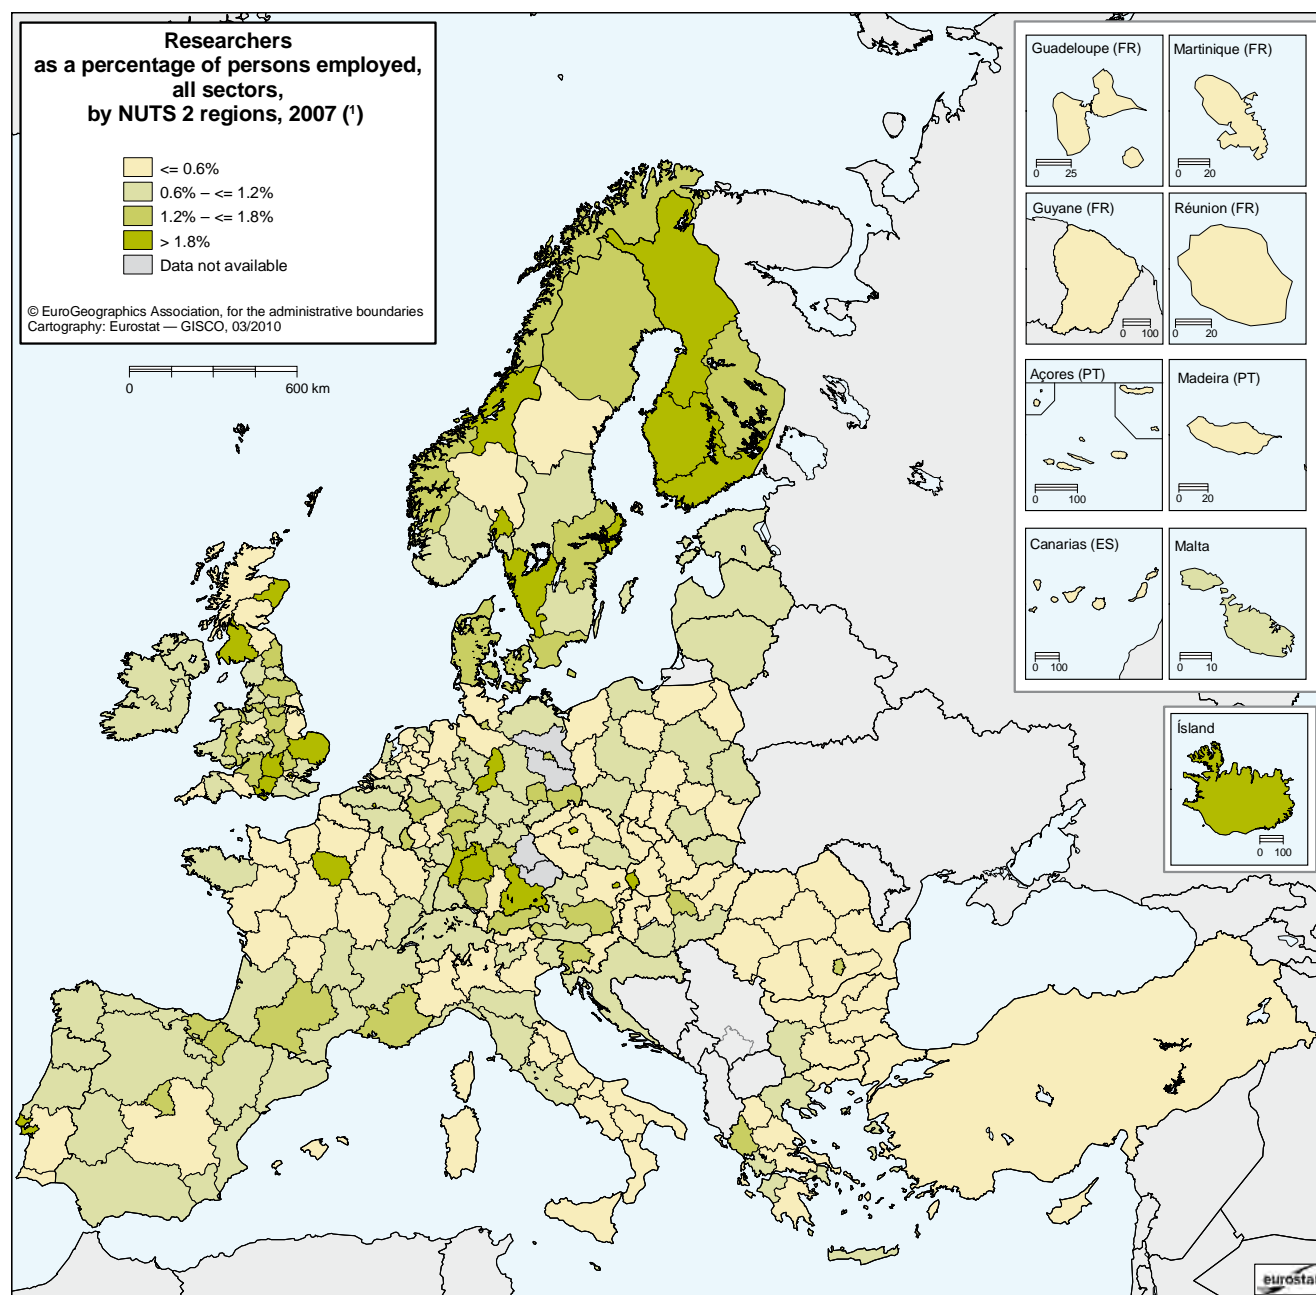 Researchers
as a percentage of persons employed,
all sectors,
by NUTS 2 regions, 2007 (¹)
<= 0.6%
0.6% – <= 1.2%
1.2% – <= 1.8%
> 1.8%
Data not available
© EuroGeographics Association, for the administrative boundaries
Cartography: Eurostat — GISCO, 03/2010
0 600 km
Guadeloupe (FR)
0 25
Martinique (FR)
0 20
Guyane (FR)
0 100
Réunion (FR)
0 20
Açores (PT)
0 100
Madeira (PT)
0 20
Canarias (ES)
0 100
Malta
0 10
Ísland
0 100
eurostat